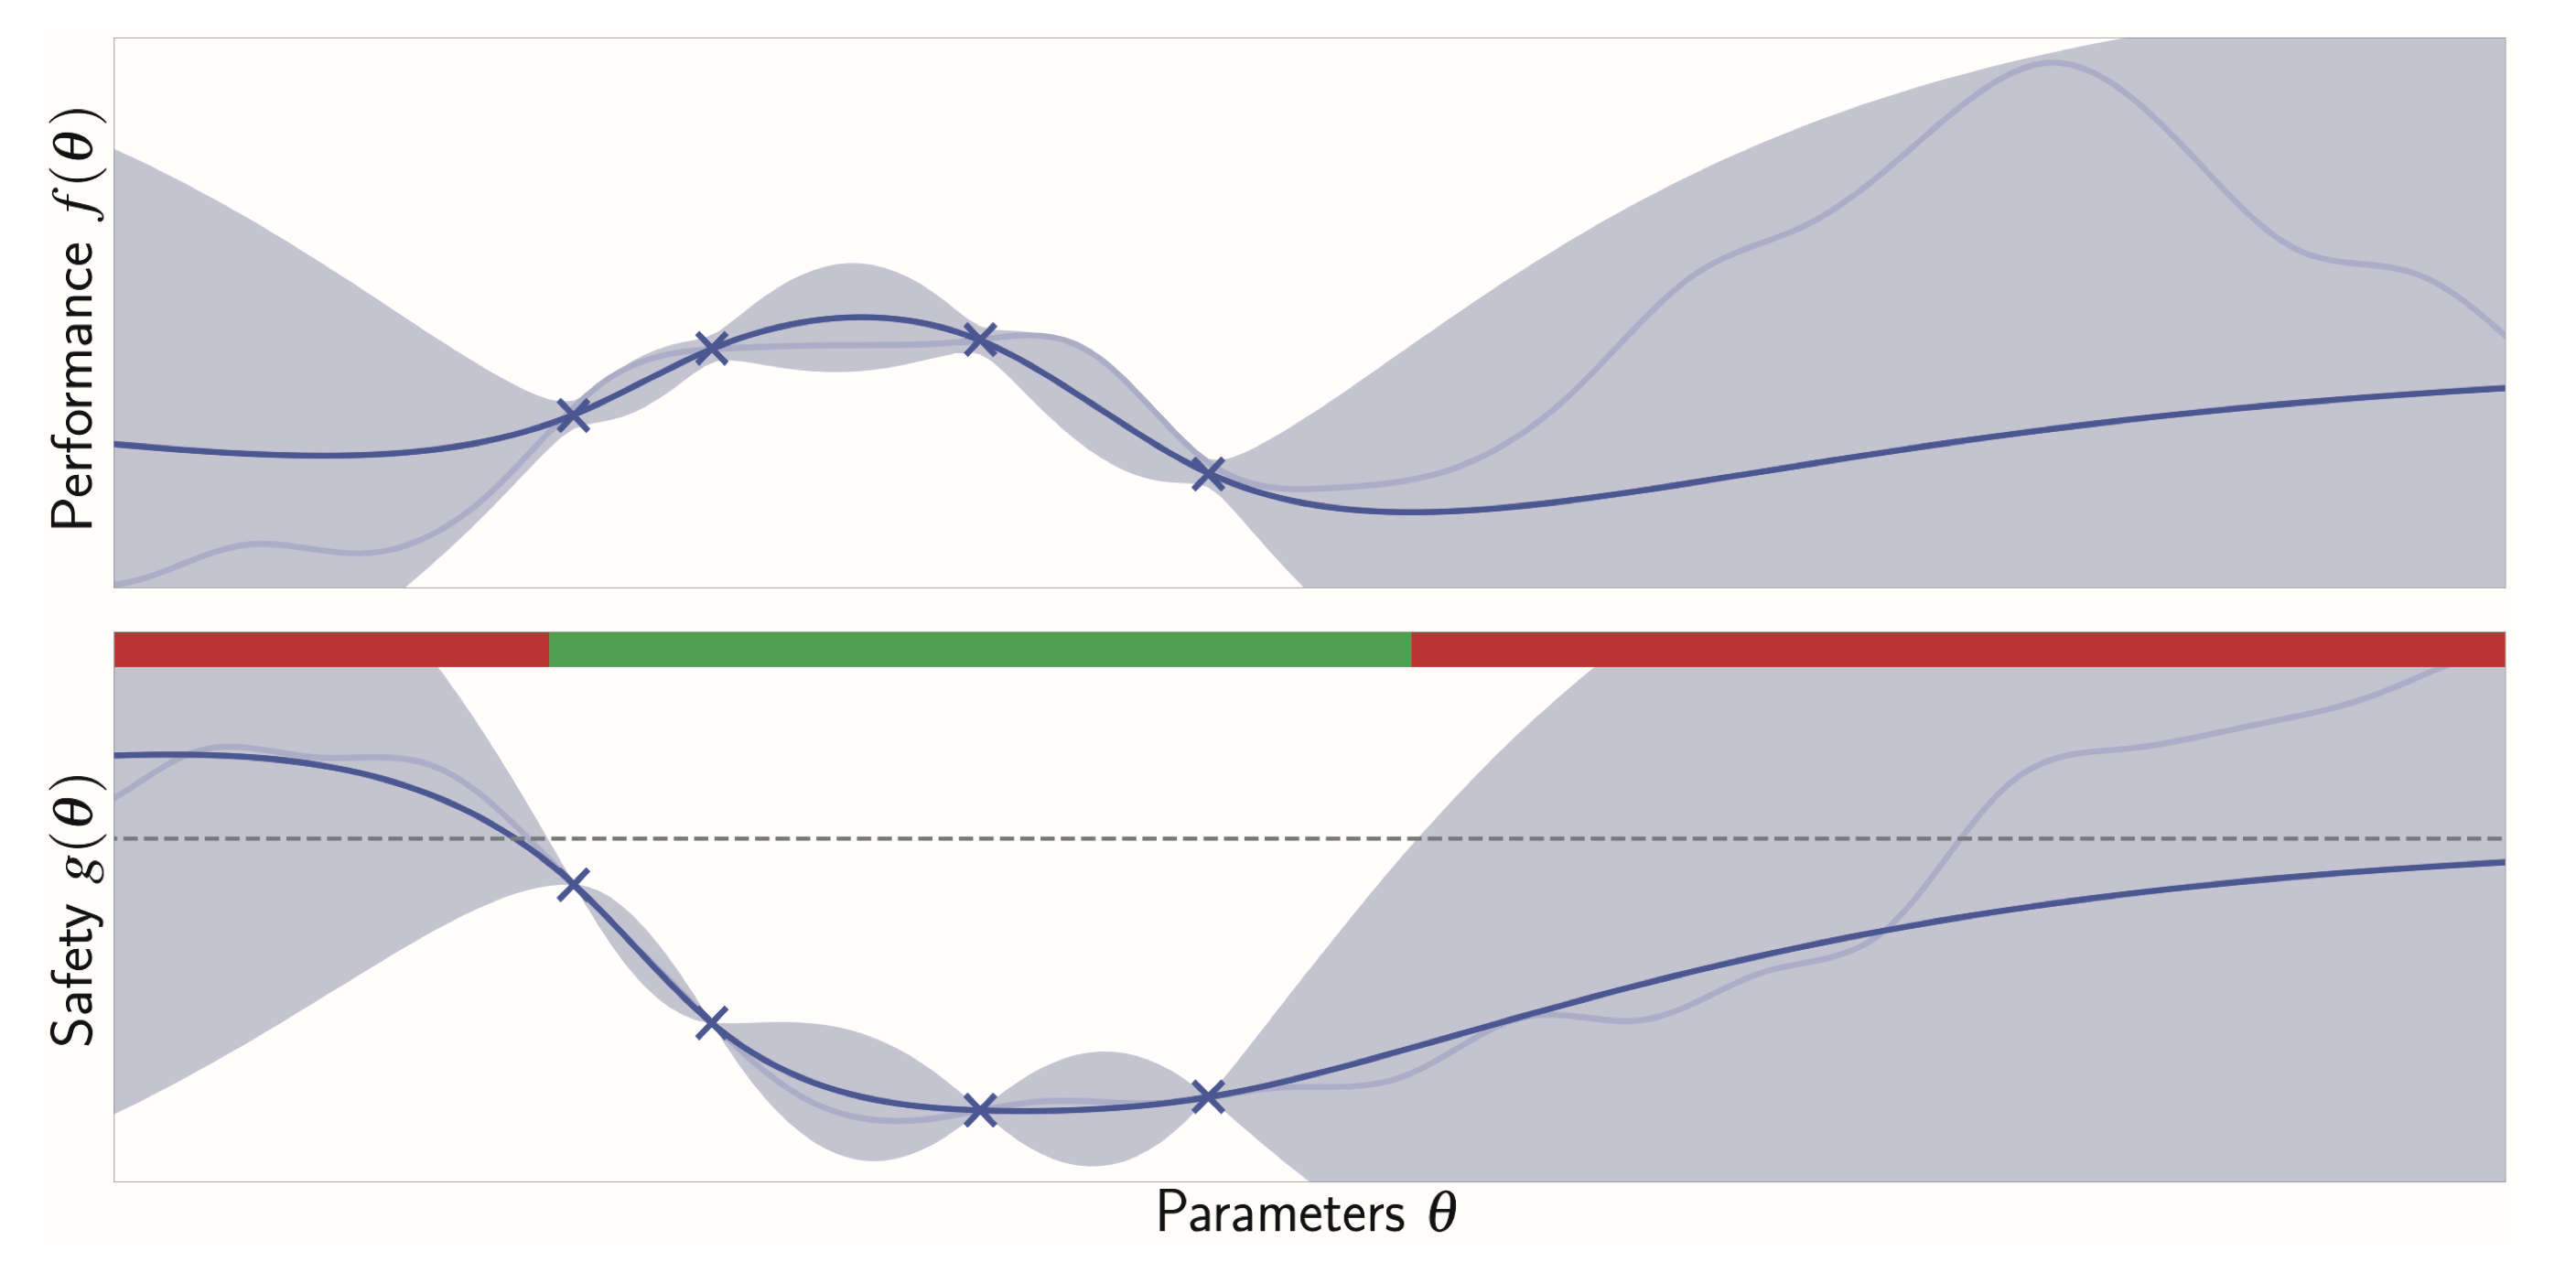 Performance f(θ)
Safety g(θ)
Parameters θ